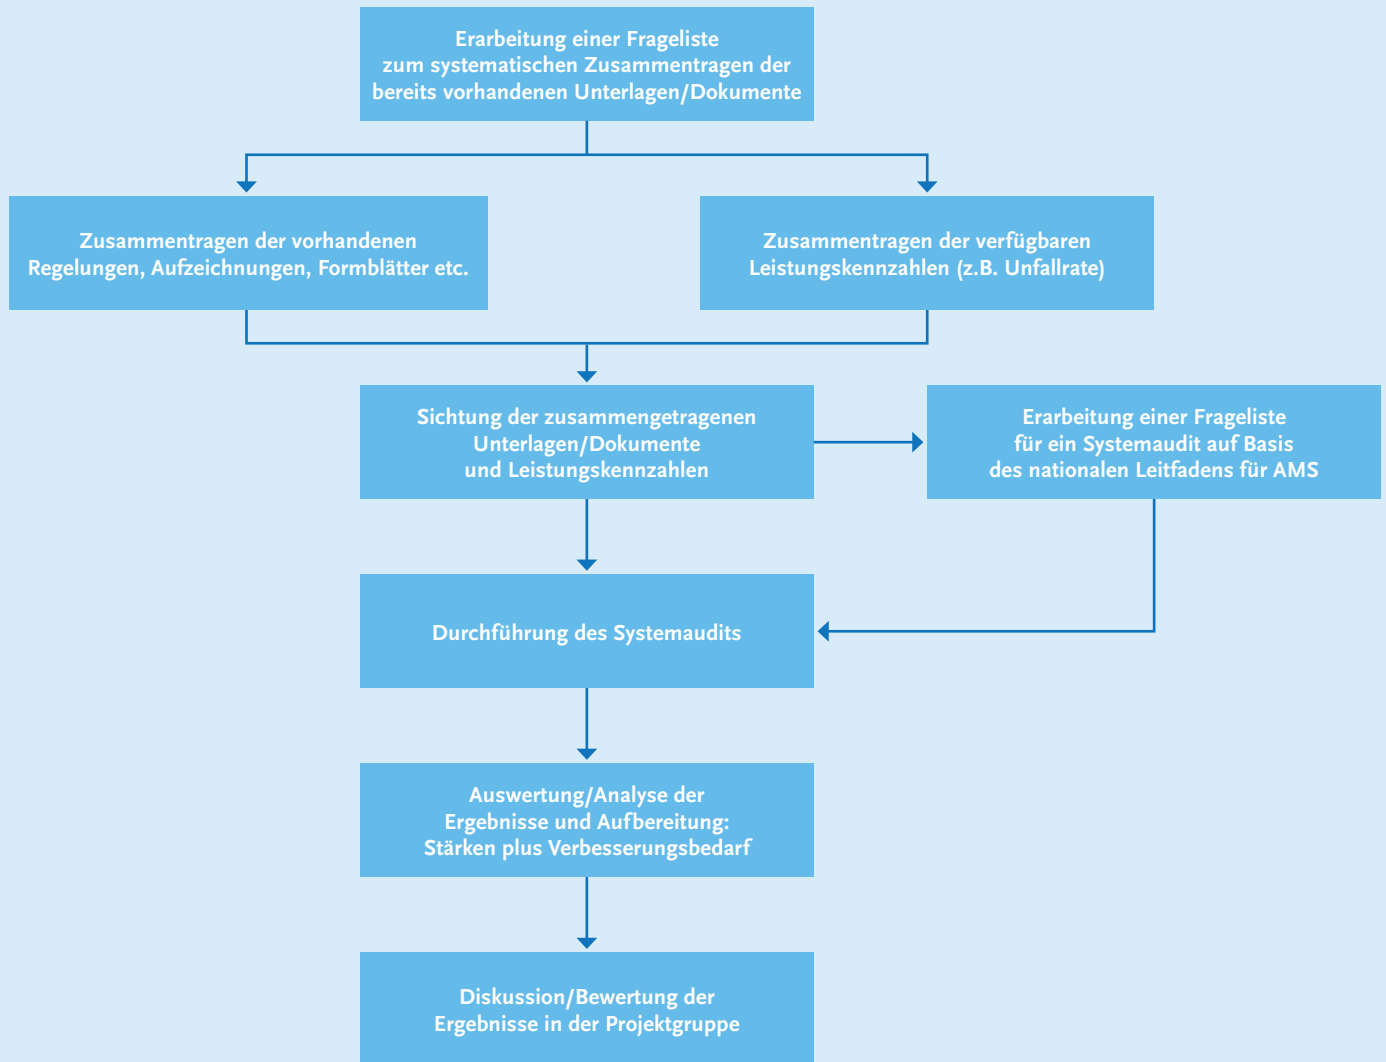 Erarbeitung einer Frageliste
zum systematischen Zusammentragen der
bereits vorhandenen Unterlagen/Dokumente
Zusammentragen der vorhandenen
Regelungen, Aufzeichnungen, Formblätter etc.
Zusammentragen der verfügbaren
Leistungskennzahlen (z.B. Unfallrate)
Sichtung der zusammengetragenen
Unterlagen/Dokumente
und Leistungskennzahlen
Erarbeitung einer Frageliste
für ein Systemaudit auf Basis
des nationalen Leitfadens für AMS
Durchführung des Systemaudits
Auswertung/Analyse der
Ergebnisse und Aufbereitung:
Stärken plus Verbesserungsbedarf
Diskussion/Bewertung der
Ergebnisse in der Projektgruppe